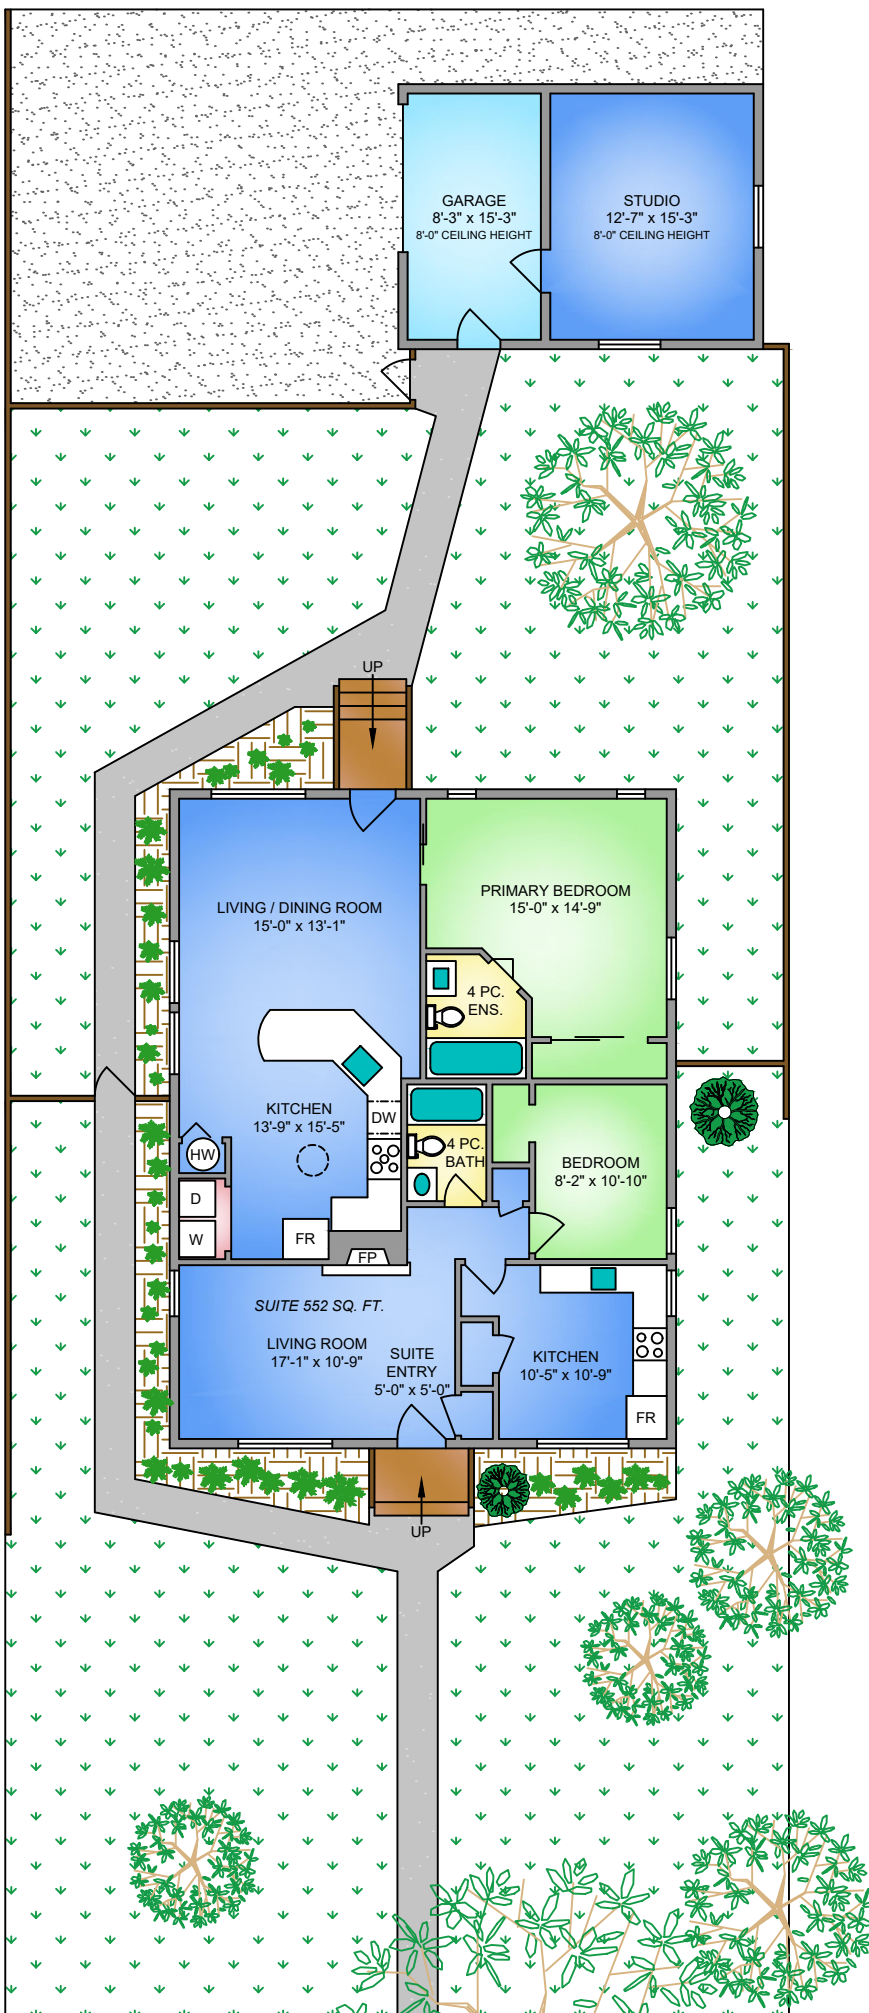 GARAGE
8'-3" x 15'-3"
8'-0" CEILING HEIGHT
STUDIO
12'-7" x 15'-3"
8'-0" CEILING HEIGHT
UP
LIVING / DINING ROOM
15'-0" x 13'-1"
PRIMARY BEDROOM
15'-0" x 14'-9"
4 PC.
ENS.
KITCHEN
13'-9" x 15'-5"
DW
HW
4 PC.
BATH
BEDROOM
8'-2" x 10'-10"
D
W
FR
FP
SUITE 552 SQ. FT.
LIVING ROOM
17'-1" x 10'-9"
SUITE
ENTRY
5'-0" x 5'-0"
KITCHEN
10'-5" x 10'-9"
FR
UP